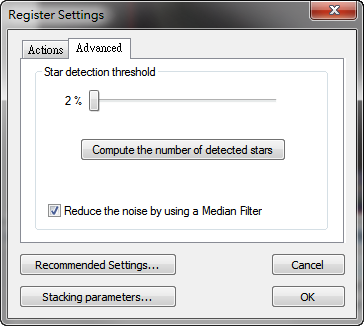 Register Settings
Actions
Advanced
Star detection threshold
2 %
Compute the number of detected stars
Reduce the noise by using a Median Filter
Recommended Settings...
Cancel
Stacking parameters...
OK